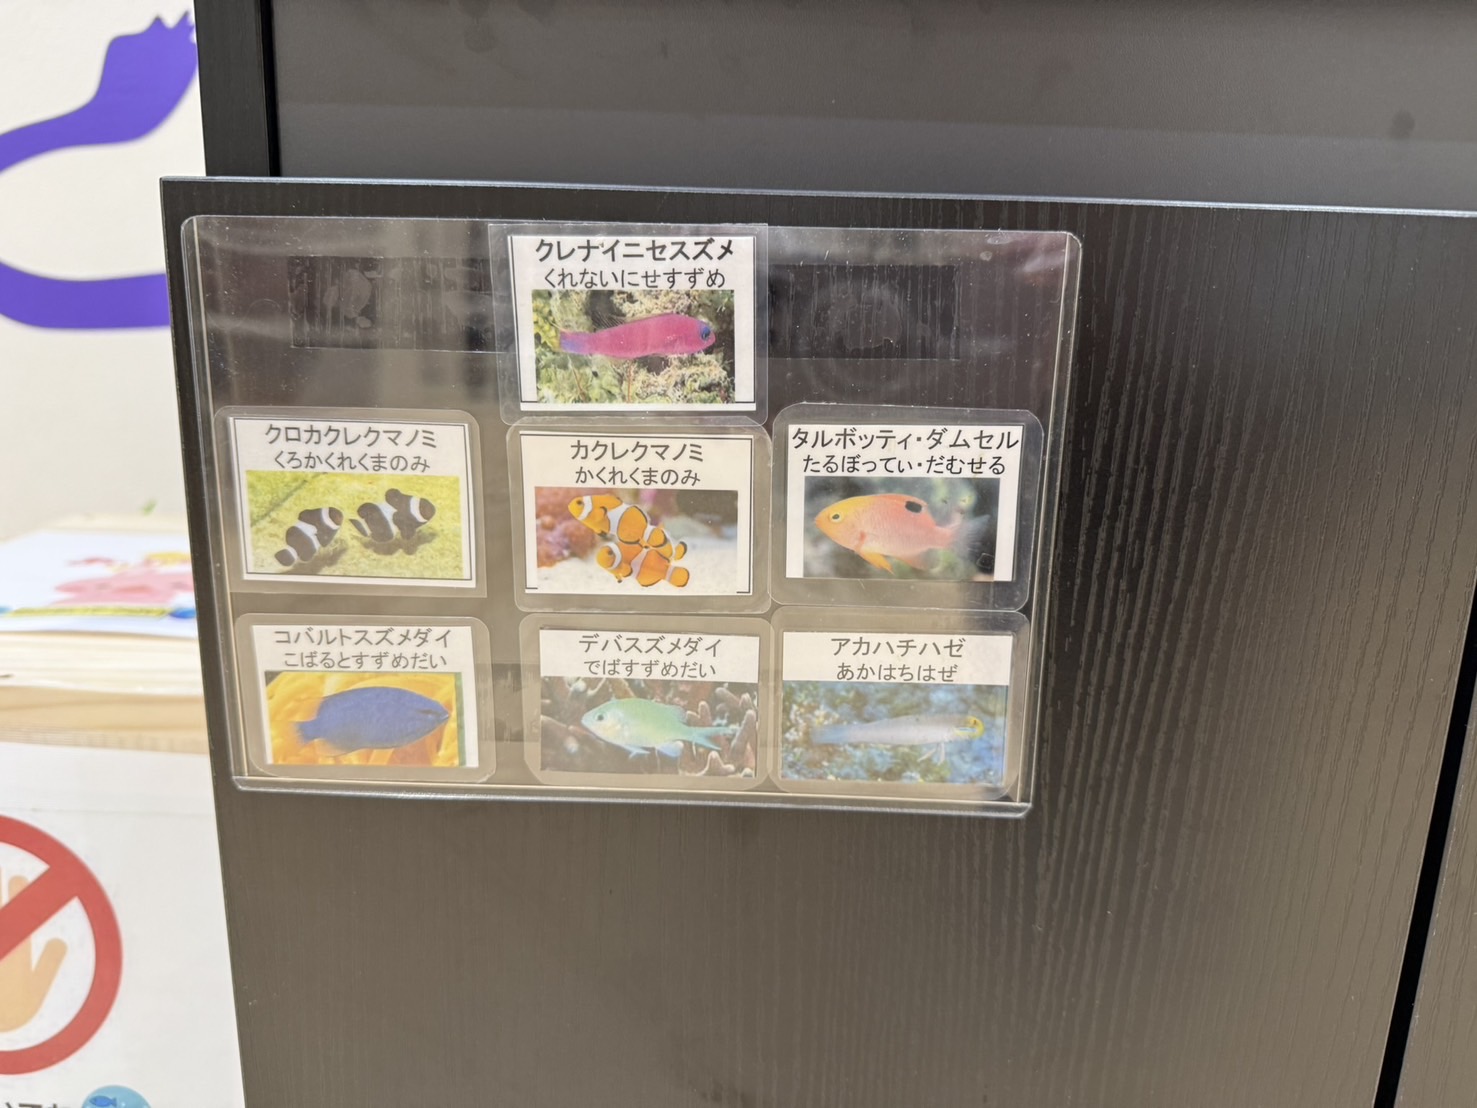 クレナイニセスズメ
くれないにせすずめ
クロカクレクマノミ
くろかくれくまのみ
カクレクマノミ
かくれくまのみ
タルボッティ・ダムセル
たるぼってぃ・だむせる
コバルトスズメダイ
こばるとすずめだい
デバスズメダイ
でばすずめだい
アカハチハゼ
あかはちはぜ